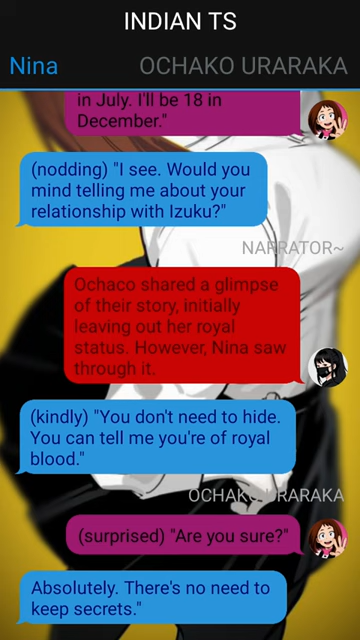 INDIAN TS
Nina
OCHAKO URARAKA
in July. I'll be 18 in
December."
(nodding) "I see. Would you
mind telling me about your
relationship with Izuku?"
NARRATOR~
Ochaco shared a glimpse
of their story, initially
leaving out her royal
status. However, Nina saw
through it.
(kindly) "You don't need to hide.
You can tell me you're of royal
blood."
OCHAKO URARAKA
(surprised) "Are you sure?"
Absolutely. There's no need to
keep secrets."